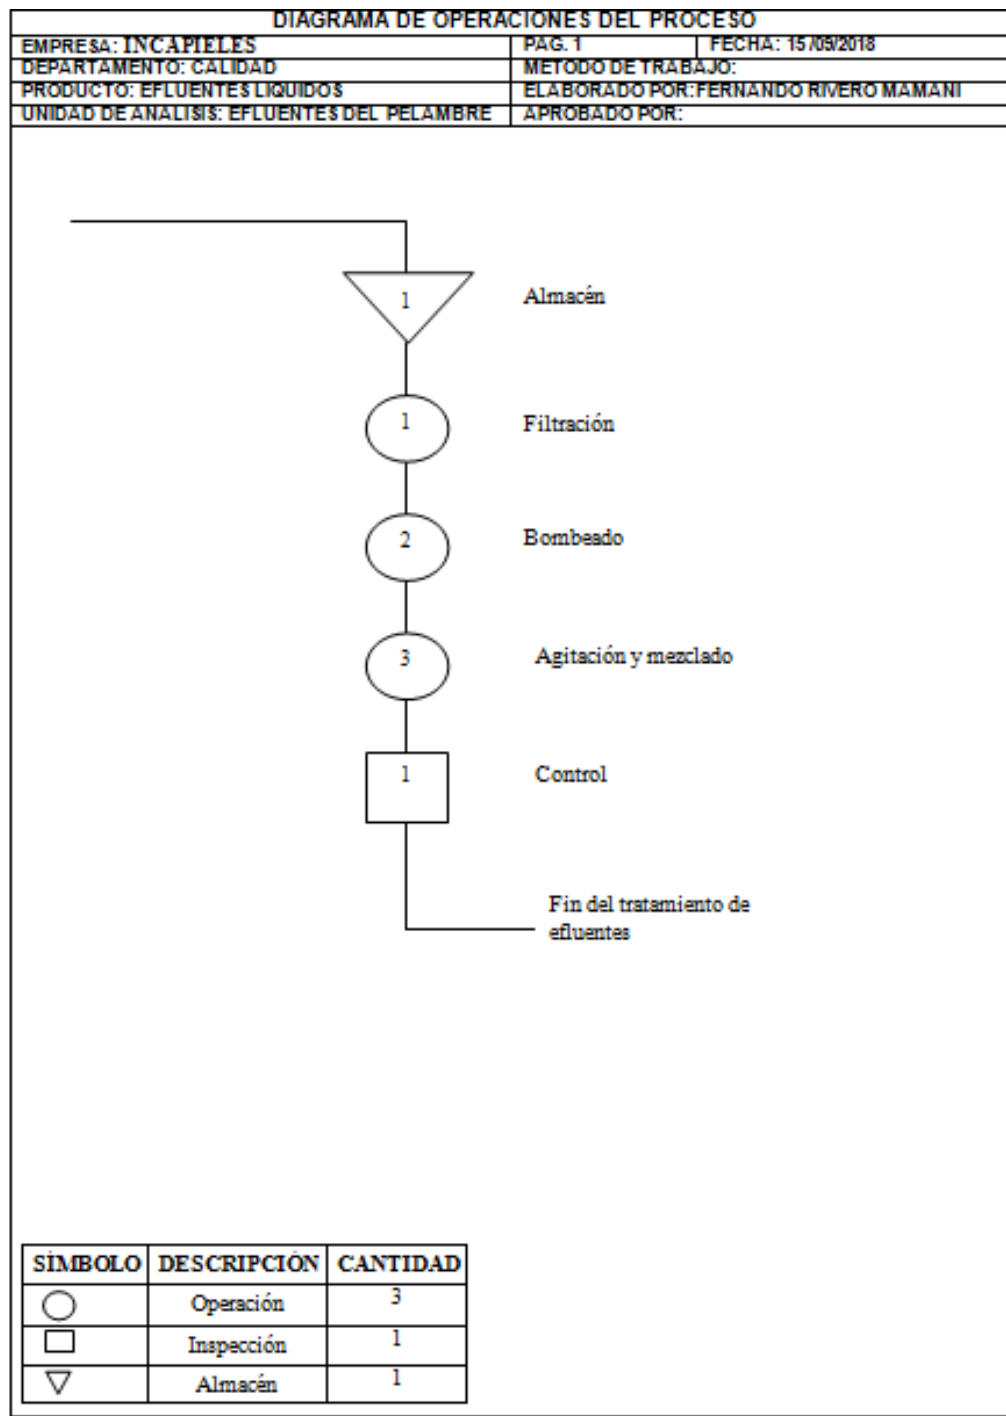 DIAGRAMA DE OPERACIONES DEL PROCESO
EMPRESA: INCAPIELES PAG. 1 FECHA: 15/09/2018
DEPARTAMENTO: CALIDAD METODO DE TRABAJO:
PRODUCTO: EFLUENTES LIQUIDOS ELABORADO POR: FERNANDO RIVERO MAMANI
UNIDAD DE ANALISIS: EFLUENTES DEL PELAMBRE APROBADO POR:
1 Almacén
1 Filtración
2 Bombeado
3 Agitación y mezclado
1 Control
Fin del tratamiento de
efluentes
SÍMBOLO DESCRIPCIÓN CANTIDAD
Operación 3
Inspección 1
Almacén 1